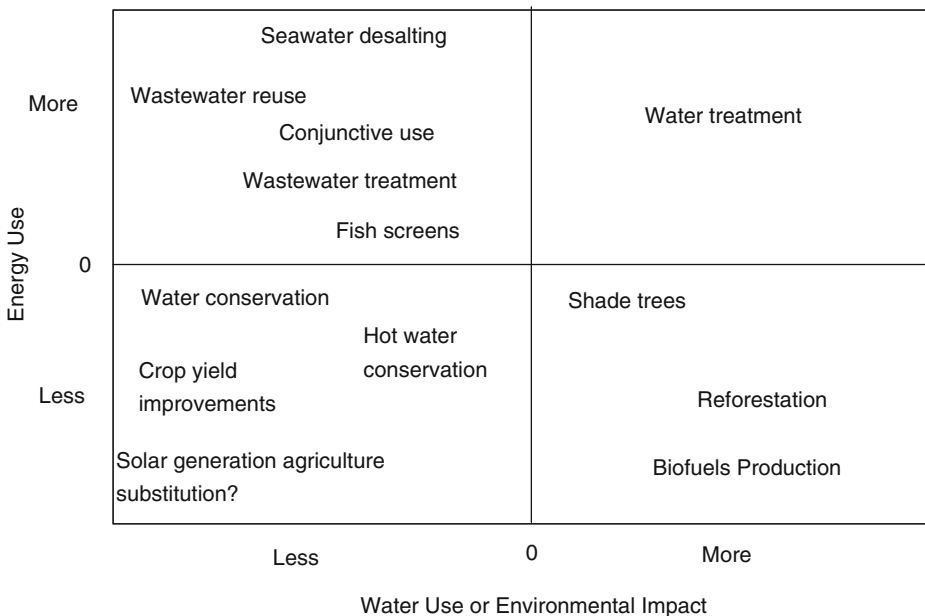 Seawater desalting
More
Wastewater reuse
Water treatment
Conjunctive use
Wastewater treatment
Fish screens
Energy Use
0
Water conservation
Shade trees
Hot water
conservation
Crop yield
improvements
Less
Reforestation
Solar generation agriculture
substitution?
Biofuels Production
Less
0
More
Water Use or Environmental Impact